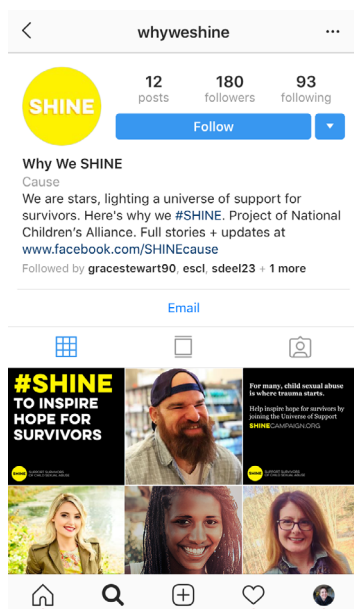 whyweshine
SHINE
12 180 93
posts followers following
Follow
Why We SHINE
Cause
We are stars, lighting a universe of support for
survivors. Here's why we #SHINE. Project of National
Children's Alliance. Full stories + updates at
www.facebook.com/SHINEcause
Followed by gracestewart90, escl, sdeel23 + 1 more
Email
#SHINE
TO INSPIRE
HOPE FOR
SURVIVORS
SHINE
SUPPORT SURVIVORS
OF CHILD SEXUAL ABUSE
For many, child sexual abuse
is where trauma starts.
Help inspire hope for survivors by
joining the Universe of Support
SHINECAMPAIGN.ORG
SHINE
SUPPORT SURVIVORS
OF CHILD SEXUAL ABUSE